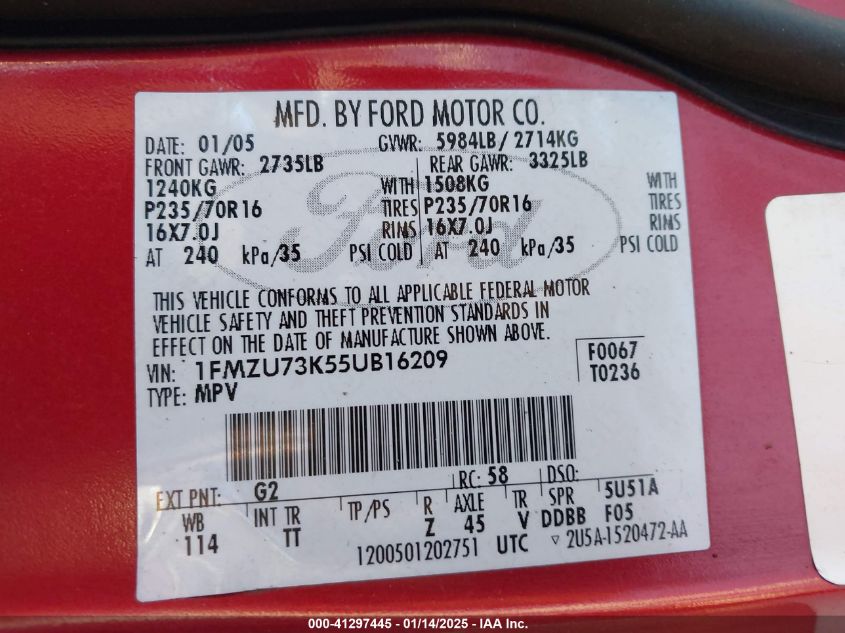 MFD. BY FORD MOTOR CO.
DATE: 01/05 GVWR: 5984LB/ 2714KG
FRONT GAWR: 2735LB REAR GAWR: 3325LB
1240KG WITH 1508KG WITH
P235/70R16 TIRES P235/70R16 TIRES
16X7.0J RIMS 16X7.0J RIMS
AT 240 kPa/35 PSI COLD AT 240 kPa/35 PSI COLD
Ford
THIS VEHICLE CONFORMS TO ALL APPLICABLE FEDERAL MOTOR
VEHICLE SAFETY AND THEFT PREVENTION STANDARDS IN
EFFECT ON THE DATE OF MANUFACTURE SHOWN ABOVE.
VIN: 1FMZU73K55UB16209 F0067
TYPE: MPV T0236
EXT PNT: G2 RC: 58 DSO:
WB INT TR TP/PS R AXLE TR SPR 5U51A
114 TT Z 45 V DDBB F05
1200501202751 UTC ▽ 2U5A-1520472-AA
000-41297445 - 01/14/2025 - IAA Inc.